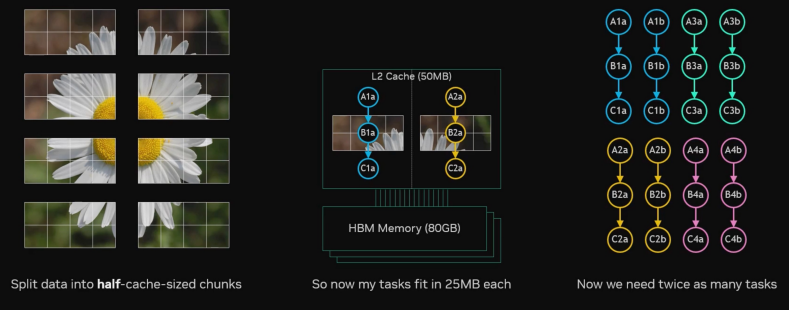 L2 Cache (50MB)
A1a A2a
B1a B2a
C1a C2a
HBM Memory (80GB)
A1a A1b A3a A3b
B1a B1b B3a B3b
C1a C1b C3a C3b
A2a A2b A4a A4b
B2a B2b B4a B4b
C2a C2b C4a C4b
Split data into half-cache-sized chunks
So now my tasks fit in 25MB each
Now we need twice as many tasks